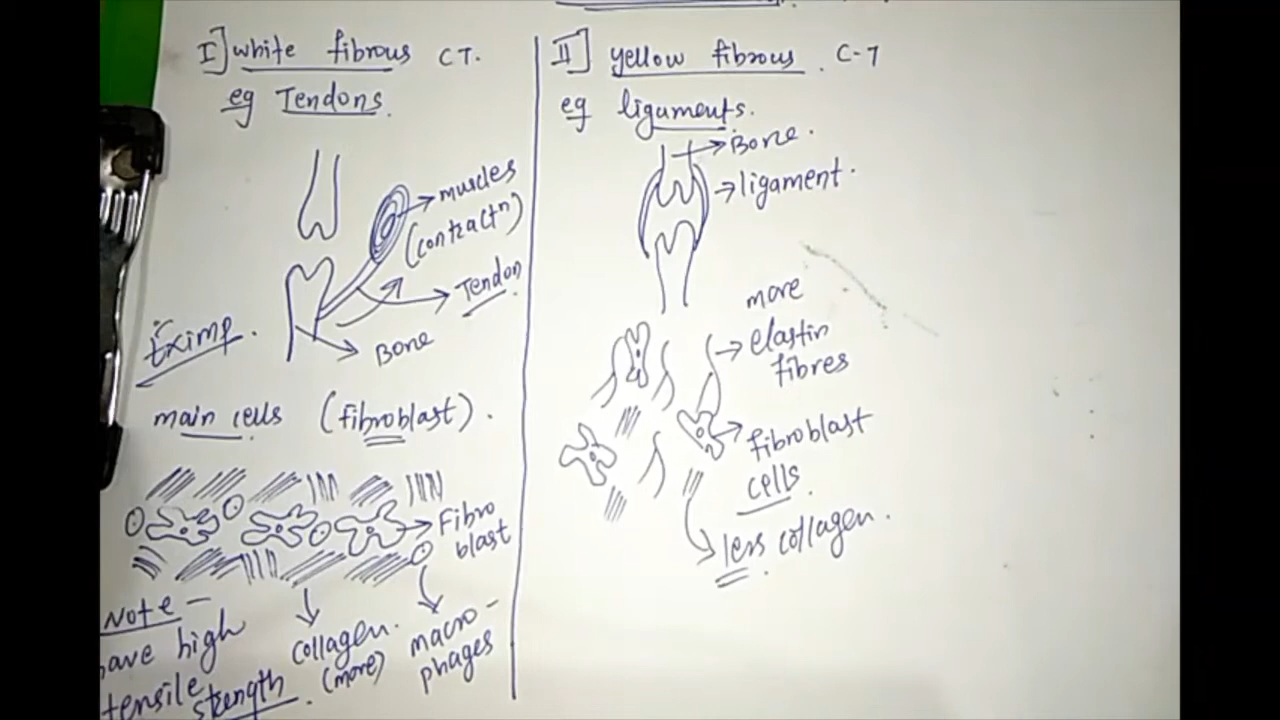 I] white fibrous C T.
eg Tendons.
muscles
(contractⁿ)
Tendon
Bone
Eximp.
main cells (fibroblast).
Fibro
blast
Note -
have high
tensile
strength.
collagen.
(more)
macro -
phages
II] yellow fibrous. C-T
eg ligaments.
Bone.
ligament.
more
elastin
fibres
fibroblast
cells.
less collagen.